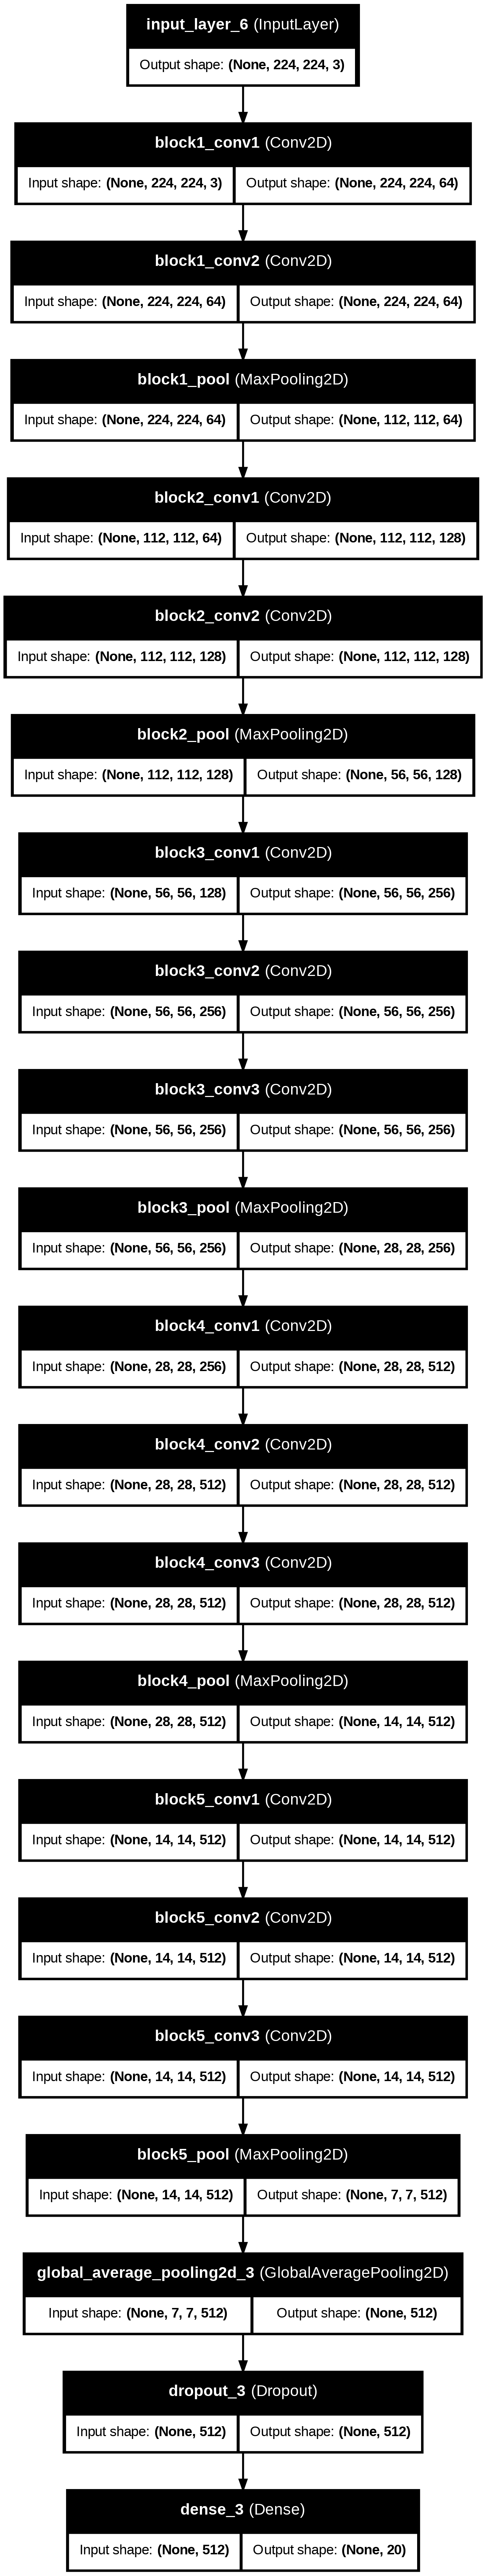 input_layer_6 (InputLayer)
Output shape: (None, 224, 224, 3)
block1_conv1 (Conv2D)
Input shape: (None, 224, 224, 3) Output shape: (None, 224, 224, 64)
block1_conv2 (Conv2D)
Input shape: (None, 224, 224, 64) Output shape: (None, 224, 224, 64)
block1_pool (MaxPooling2D)
Input shape: (None, 224, 224, 64) Output shape: (None, 112, 112, 64)
block2_conv1 (Conv2D)
Input shape: (None, 112, 112, 64) Output shape: (None, 112, 112, 128)
block2_conv2 (Conv2D)
Input shape: (None, 112, 112, 128) Output shape: (None, 112, 112, 128)
block2_pool (MaxPooling2D)
Input shape: (None, 112, 112, 128) Output shape: (None, 56, 56, 128)
block3_conv1 (Conv2D)
Input shape: (None, 56, 56, 128) Output shape: (None, 56, 56, 256)
block3_conv2 (Conv2D)
Input shape: (None, 56, 56, 256) Output shape: (None, 56, 56, 256)
block3_conv3 (Conv2D)
Input shape: (None, 56, 56, 256) Output shape: (None, 56, 56, 256)
block3_pool (MaxPooling2D)
Input shape: (None, 56, 56, 256) Output shape: (None, 28, 28, 256)
block4_conv1 (Conv2D)
Input shape: (None, 28, 28, 256) Output shape: (None, 28, 28, 512)
block4_conv2 (Conv2D)
Input shape: (None, 28, 28, 512) Output shape: (None, 28, 28, 512)
block4_conv3 (Conv2D)
Input shape: (None, 28, 28, 512) Output shape: (None, 28, 28, 512)
block4_pool (MaxPooling2D)
Input shape: (None, 28, 28, 512) Output shape: (None, 14, 14, 512)
block5_conv1 (Conv2D)
Input shape: (None, 14, 14, 512) Output shape: (None, 14, 14, 512)
block5_conv2 (Conv2D)
Input shape: (None, 14, 14, 512) Output shape: (None, 14, 14, 512)
block5_conv3 (Conv2D)
Input shape: (None, 14, 14, 512) Output shape: (None, 14, 14, 512)
block5_pool (MaxPooling2D)
Input shape: (None, 14, 14, 512) Output shape: (None, 7, 7, 512)
global_average_pooling2d_3 (GlobalAveragePooling2D)
Input shape: (None, 7, 7, 512) Output shape: (None, 512)
dropout_3 (Dropout)
Input shape: (None, 512) Output shape: (None, 512)
dense_3 (Dense)
Input shape: (None, 512) Output shape: (None, 20)